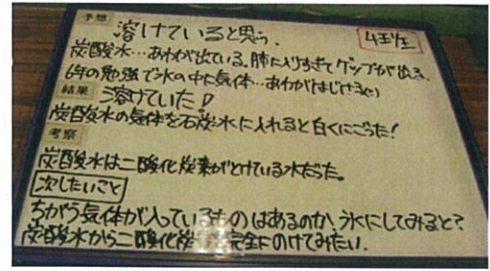 予想
溶けていると思う。
炭酸水…あわが出ている。肺に入りすぎてゲップが出る。
6年の勉強で水の中に気体…あわがはじける
結果 溶けていた!
炭酸水の気体を石炭水に入れると白くにごった!
考察
炭酸水は二酸化炭素がとけている水だった。
次したいこと
ちがう気体が入っているものはあるのか、氷にしてみると?
炭酸水から二酸化炭 完全にのけてみたい。